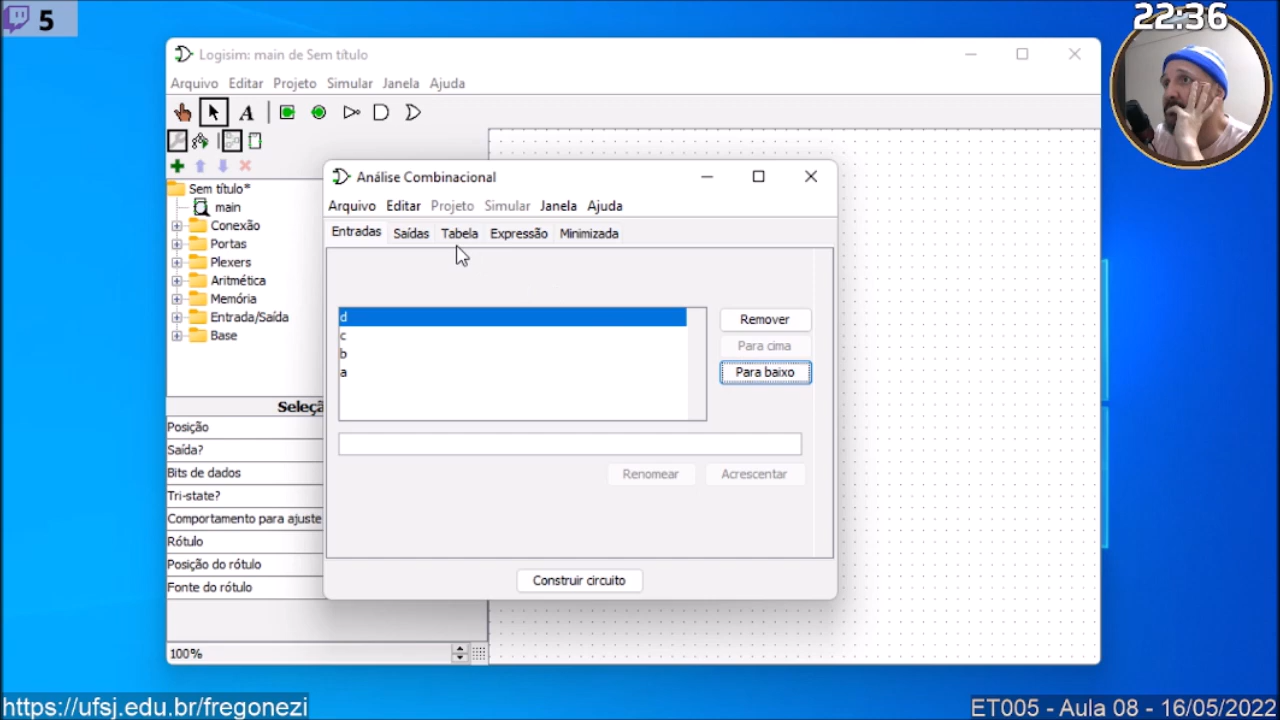 5
22:36
Logisim: main de Sem título
Arquivo Editar Projeto Simular Janela Ajuda
A
Sem título*
main
Conexão
Portas
Plexers
Aritmética
Memória
Entrada/Saída
Base
Seleçã
Posição
Saída?
Bits de dados
Tri-state?
Comportamento para ajuste
Rótulo
Posição do rótulo
Fonte do rótulo
100%
Análise Combinacional
Arquivo Editar Projeto Simular Janela Ajuda
Entradas Saídas Tabela Expressão Minimizada
d
c
b
a
Remover
Para cima
Para baixo
Renomear Acrescentar
Construir circuito
https://ufsj.edu.br/fregonezi
ET005 - Aula 08 - 16/05/2022